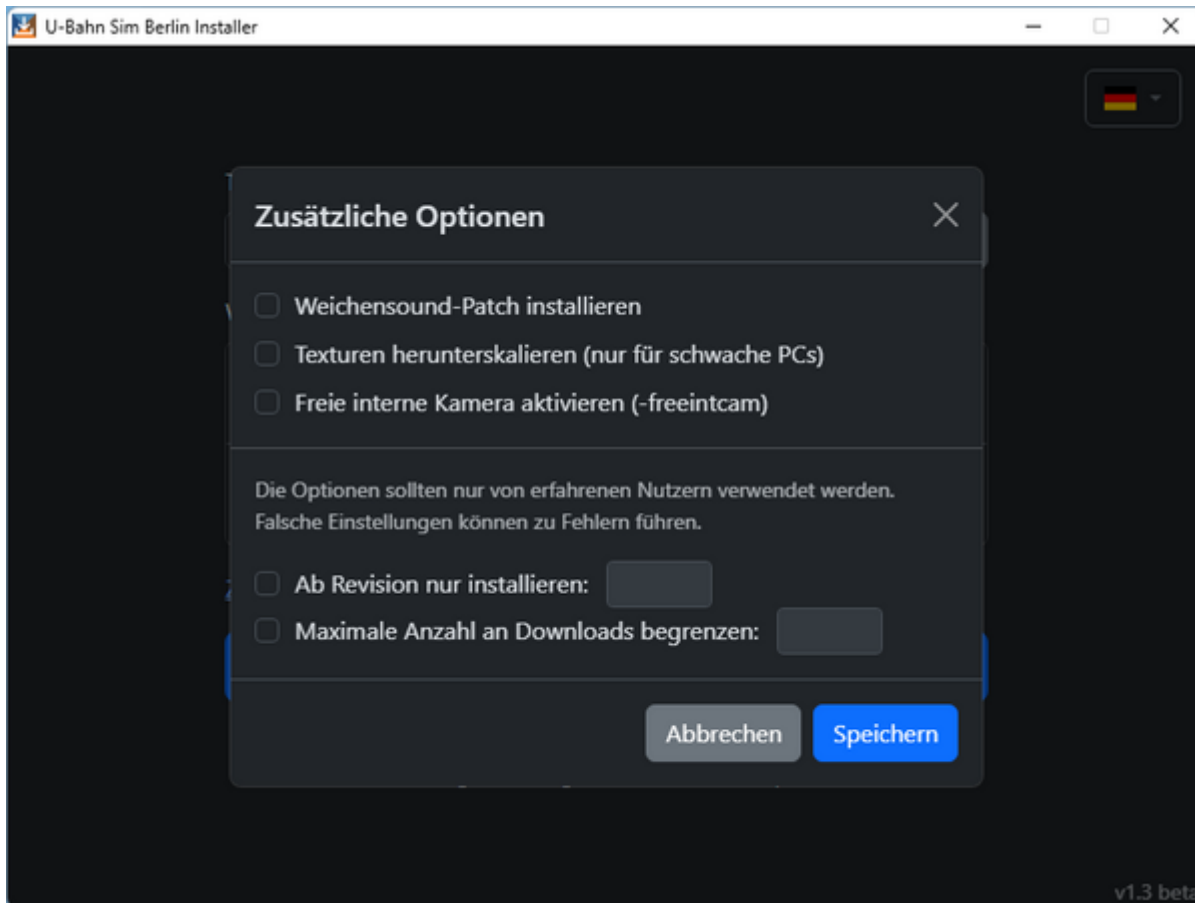 U-Bahn Sim Berlin Installer
Zusätzliche Optionen
Weichensound-Patch installieren
Texturen herunterskalieren (nur für schwache PCs)
Freie interne Kamera aktivieren (-freeintcam)
Die Optionen sollten nur von erfahrenen Nutzern verwendet werden.
Falsche Einstellungen können zu Fehlern führen.
Ab Revision nur installieren:
Maximale Anzahl an Downloads begrenzen:
Abbrechen Speichern
v1.3 beta